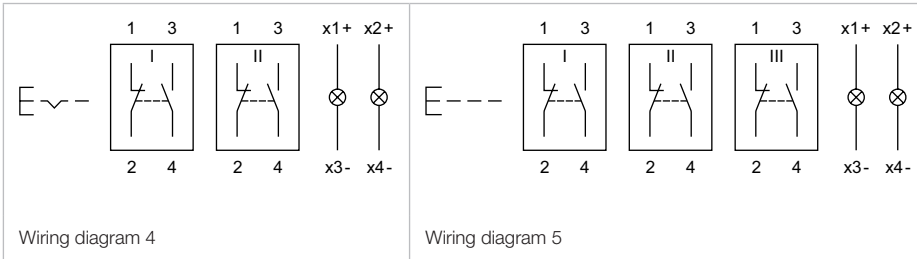 1 3 1 3 x1+ x2+
I II
2 4 2 4 x3- x4-
Wiring diagram 4
1 3 1 3 1 3 x1+ x2+
I II III
2 4 2 4 2 4 x3- x4-
Wiring diagram 5